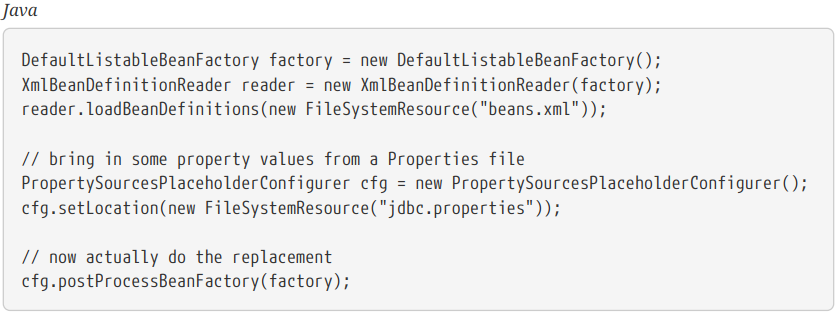 Java
DefaultListableBeanFactory factory = new DefaultListableBeanFactory();
XmlBeanDefinitionReader reader = new XmlBeanDefinitionReader(factory);
reader.loadBeanDefinitions(new FileSystemResource("beans.xml"));
// bring in some property values from a Properties file
PropertySourcesPlaceholderConfigurer cfg = new PropertySourcesPlaceholderConfigurer();
cfg.setLocation(new FileSystemResource("jdbc.properties"));
// now actually do the replacement
cfg.postProcessBeanFactory(factory);